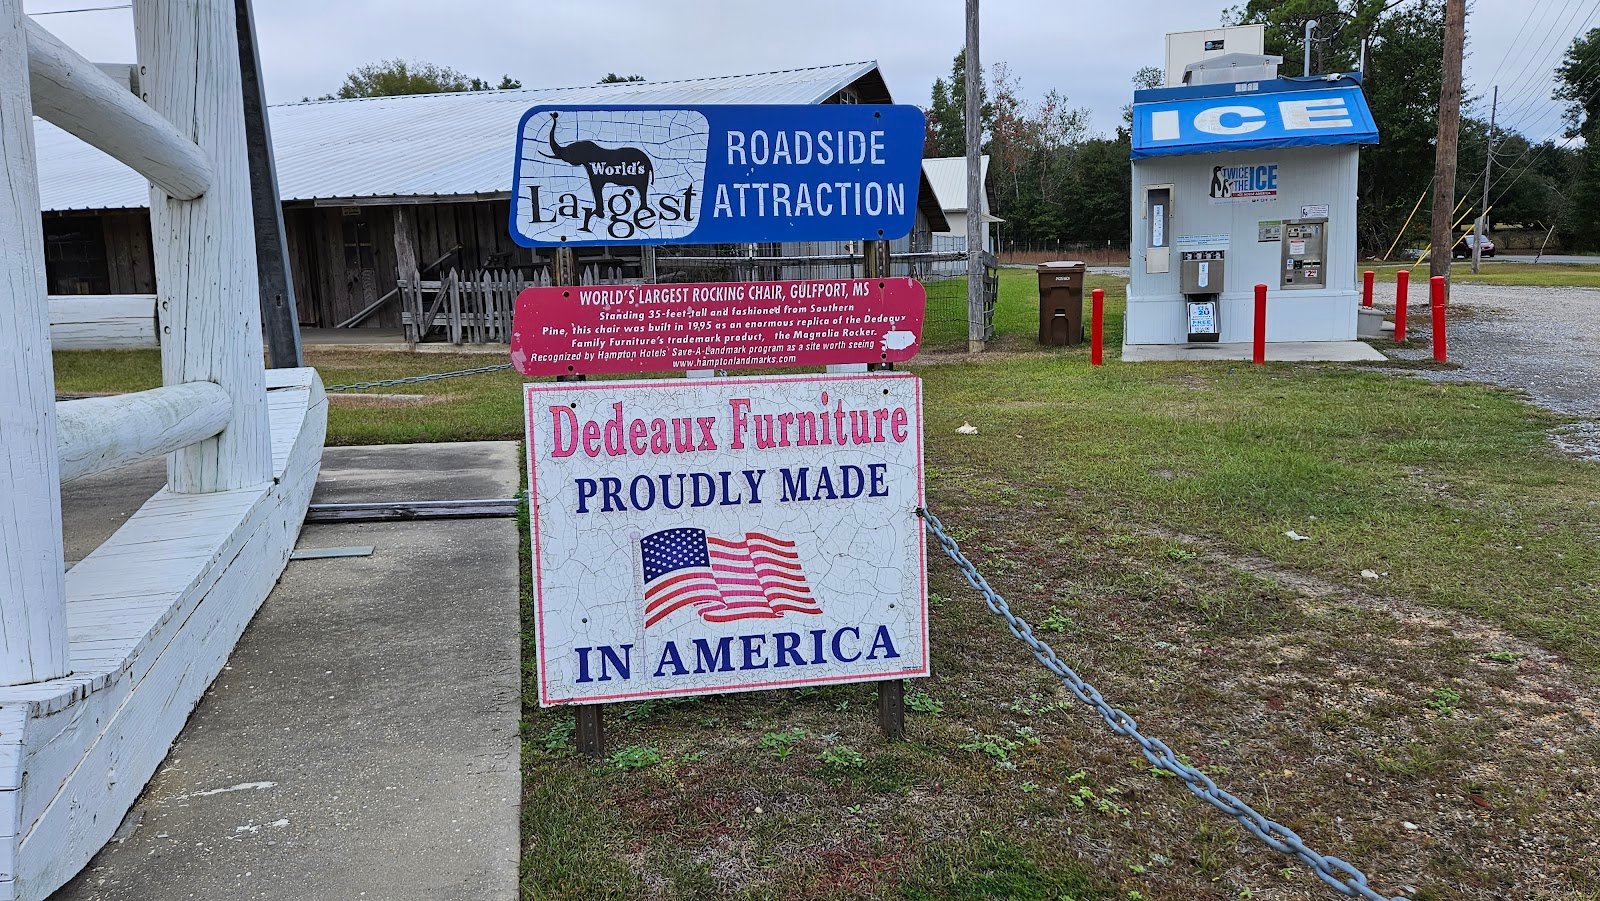 World's
Largest
ROADSIDE
ATTRACTION
WORLD'S LARGEST ROCKING CHAIR, GULFPORT, MS
Standing 35-feet-tall and fashioned from Southern
Pine, this chair was built in 1995 as an enormous replica of the Dedeaux
Family Furniture's trademark product, the Magnolia Rocker.
Recognized by Hampton Hotels' Save-A-Landmark program as a site worth seeing
www.hamptonlandmarks.com
Dedeaux Furniture
PROUDLY MADE
IN AMERICA
ICE
TWICE
THE ICE